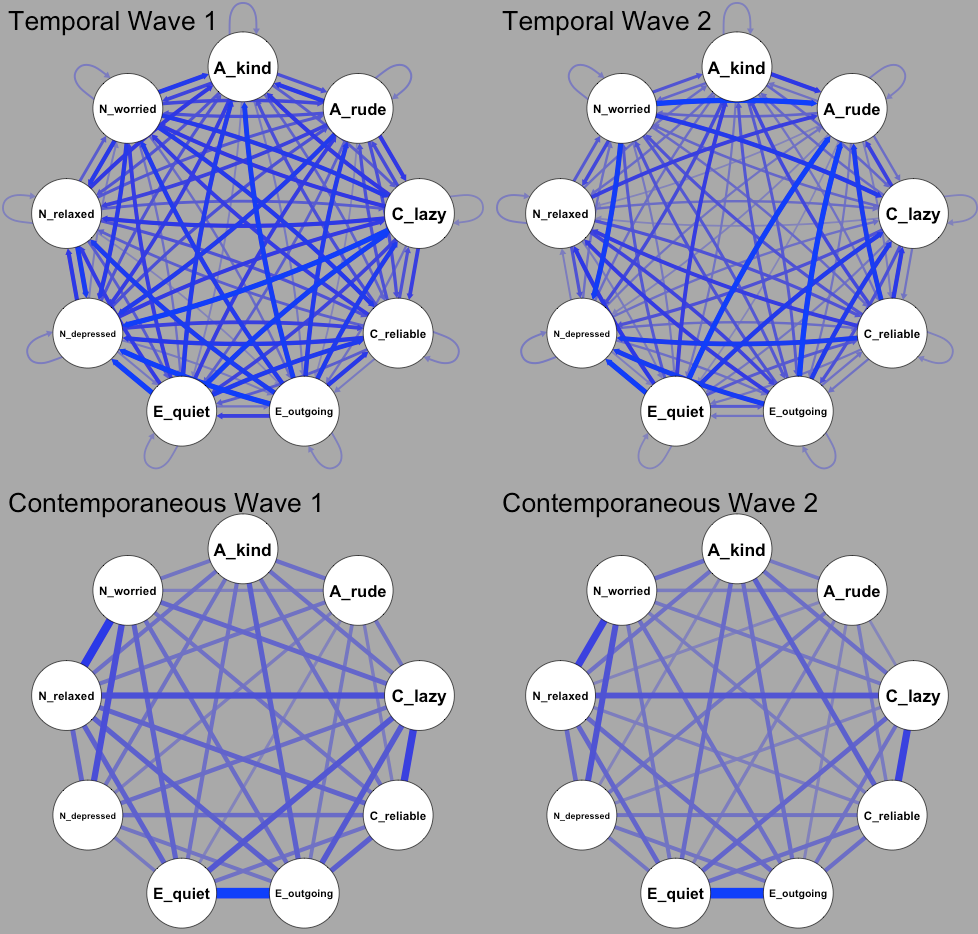 Temporal Wave 1
A_kind
N_worried
A_rude
N_relaxed
C_lazy
N_depressed
C_reliable
E_quiet
E_outgoing
Temporal Wave 2
A_kind
N_worried
A_rude
N_relaxed
C_lazy
N_depressed
C_reliable
E_quiet
E_outgoing
Contemporaneous Wave 1
A_kind
N_worried
A_rude
N_relaxed
C_lazy
N_depressed
C_reliable
E_quiet
E_outgoing
Contemporaneous Wave 2
A_kind
N_worried
A_rude
N_relaxed
C_lazy
N_depressed
C_reliable
E_quiet
E_outgoing